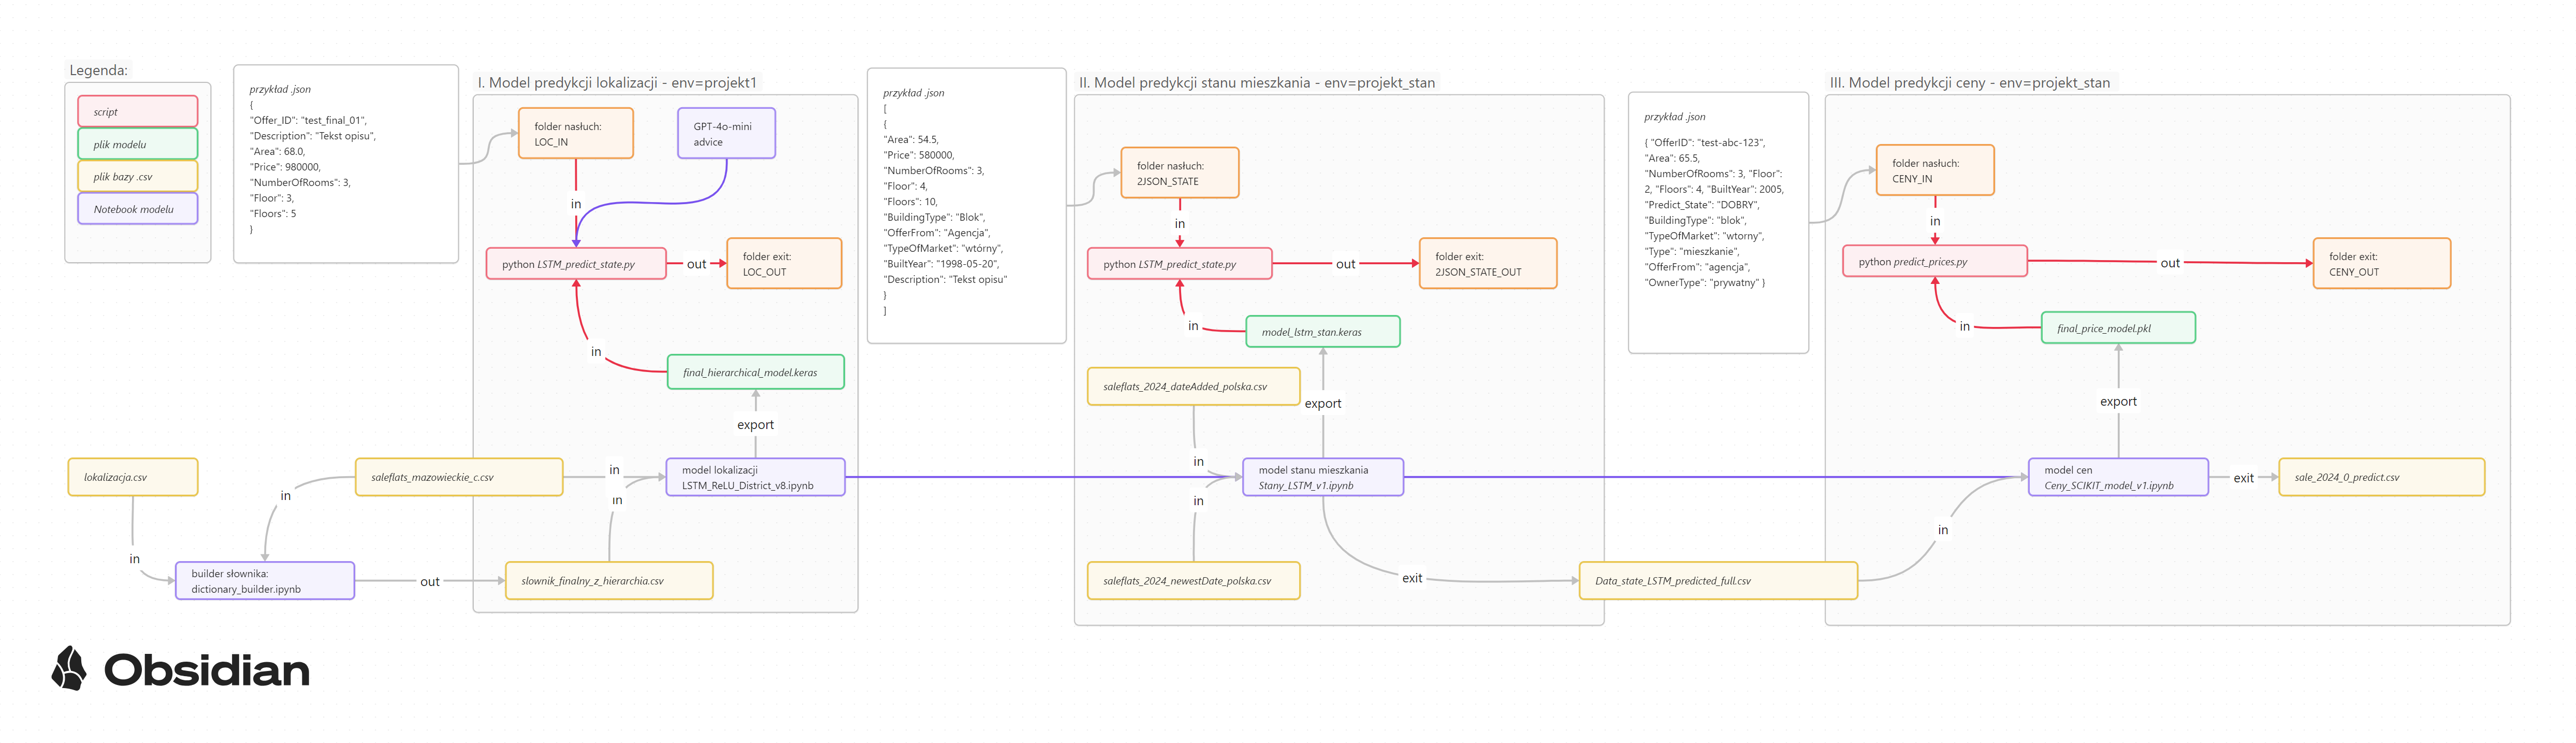 Legenda:
script
plik modelu
plik bazy .csv
Notebook modelu
przykład .json
{
"Offer_ID": "test_final_01",
"Description": "Tekst opisu",
"Area": 68.0,
"Price": 980000,
"NumberOfRooms": 3,
"Floor": 3,
"Floors": 5
}
I. Model predykcji lokalizacji - env=projekt1
folder nasłuch:
LOC_IN
GPT-4o-mini
advice
in
python LSTM_predict_state.py
out
folder exit:
LOC_OUT
in
final_hierarchical_model.keras
export
lokalizacja.csv
saleflats_mazowieckie_c.csv
in
model lokalizacji
LSTM_ReLU_District_v8.ipynb
in
in
in
builder słownika:
dictionary_builder.ipynb
out
slownik_finalny_z_hierarchia.csv
przykład .json
[
{
"Area": 54.5,
"Price": 580000,
"NumberOfRooms": 3,
"Floor": 4,
"Floors": 10,
"BuildingType": "Blok",
"OfferFrom": "Agencja",
"TypeOfMarket": "wtórny",
"BuiltYear": "1998-05-20",
"Description": "Tekst opisu"
}
]
II. Model predykcji stanu mieszkania - env=projekt_stan
folder nasłuch:
2JSON_STATE
in
python LSTM_predict_state.py
out
folder exit:
2JSON_STATE_OUT
in
model_lstm_stan.keras
saleflats_2024_dateAdded_polska.csv
export
in
model stanu mieszkania
Stany_LSTM_v1.ipynb
in
saleflats_2024_newestDate_polska.csv
exit
Data_state_LSTM_predicted_full.csv
przykład .json
{ "OfferID": "test-abc-123",
"Area": 65.5,
"NumberOfRooms": 3, "Floor":
2, "Floors": 4, "BuiltYear": 2005,
"Predict_State": "DOBRY",
"BuildingType": "blok",
"TypeOfMarket": "wtorny",
"Type": "mieszkanie",
"OfferFrom": "agencja",
"OwnerType": "prywatny" }
III. Model predykcji ceny - env=projekt_stan
folder nasłuch:
CENY_IN
in
python predict_prices.py
out
folder exit:
CENY_OUT
in
final_price_model.pkl
export
model cen
Ceny_SCIKIT_model_v1.ipynb
exit
sale_2024_0_predict.csv
in
Obsidian